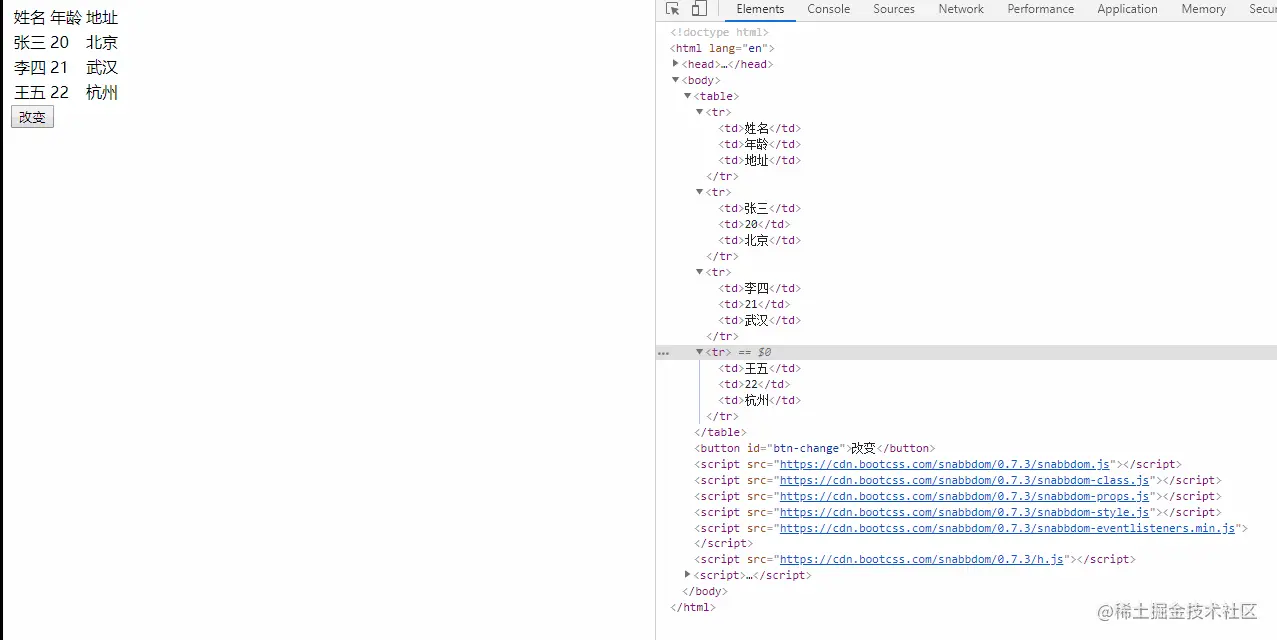 姓名 年龄 地址
张三 20 北京
李四 21 武汉
王五 22 杭州
改变
Elements Console Sources Network Performance Application Memory Secur
<!doctype html>
<html lang="en">
<head>…</head>
<body>
<table>
<tr>
<td>姓名</td>
<td>年龄</td>
<td>地址</td>
</tr>
<tr>
<td>张三</td>
<td>20</td>
<td>北京</td>
</tr>
<tr>
<td>李四</td>
<td>21</td>
<td>武汉</td>
</tr>
<tr> == $0
<td>王五</td>
<td>22</td>
<td>杭州</td>
</tr>
</table>
<button id="btn-change">改变</button>
<script src="https://cdn.bootcss.com/snabbdom/0.7.3/snabbdom.js"></script>
<script src="https://cdn.bootcss.com/snabbdom/0.7.3/snabbdom-class.js"></script>
<script src="https://cdn.bootcss.com/snabbdom/0.7.3/snabbdom-props.js"></script>
<script src="https://cdn.bootcss.com/snabbdom/0.7.3/snabbdom-style.js"></script>
<script src="https://cdn.bootcss.com/snabbdom/0.7.3/snabbdom-eventlisteners.min.js">
</script>
<script src="https://cdn.bootcss.com/snabbdom/0.7.3/h.js"></script>
<script>…</script>
</body>
</html>
@稀土掘金技术社区